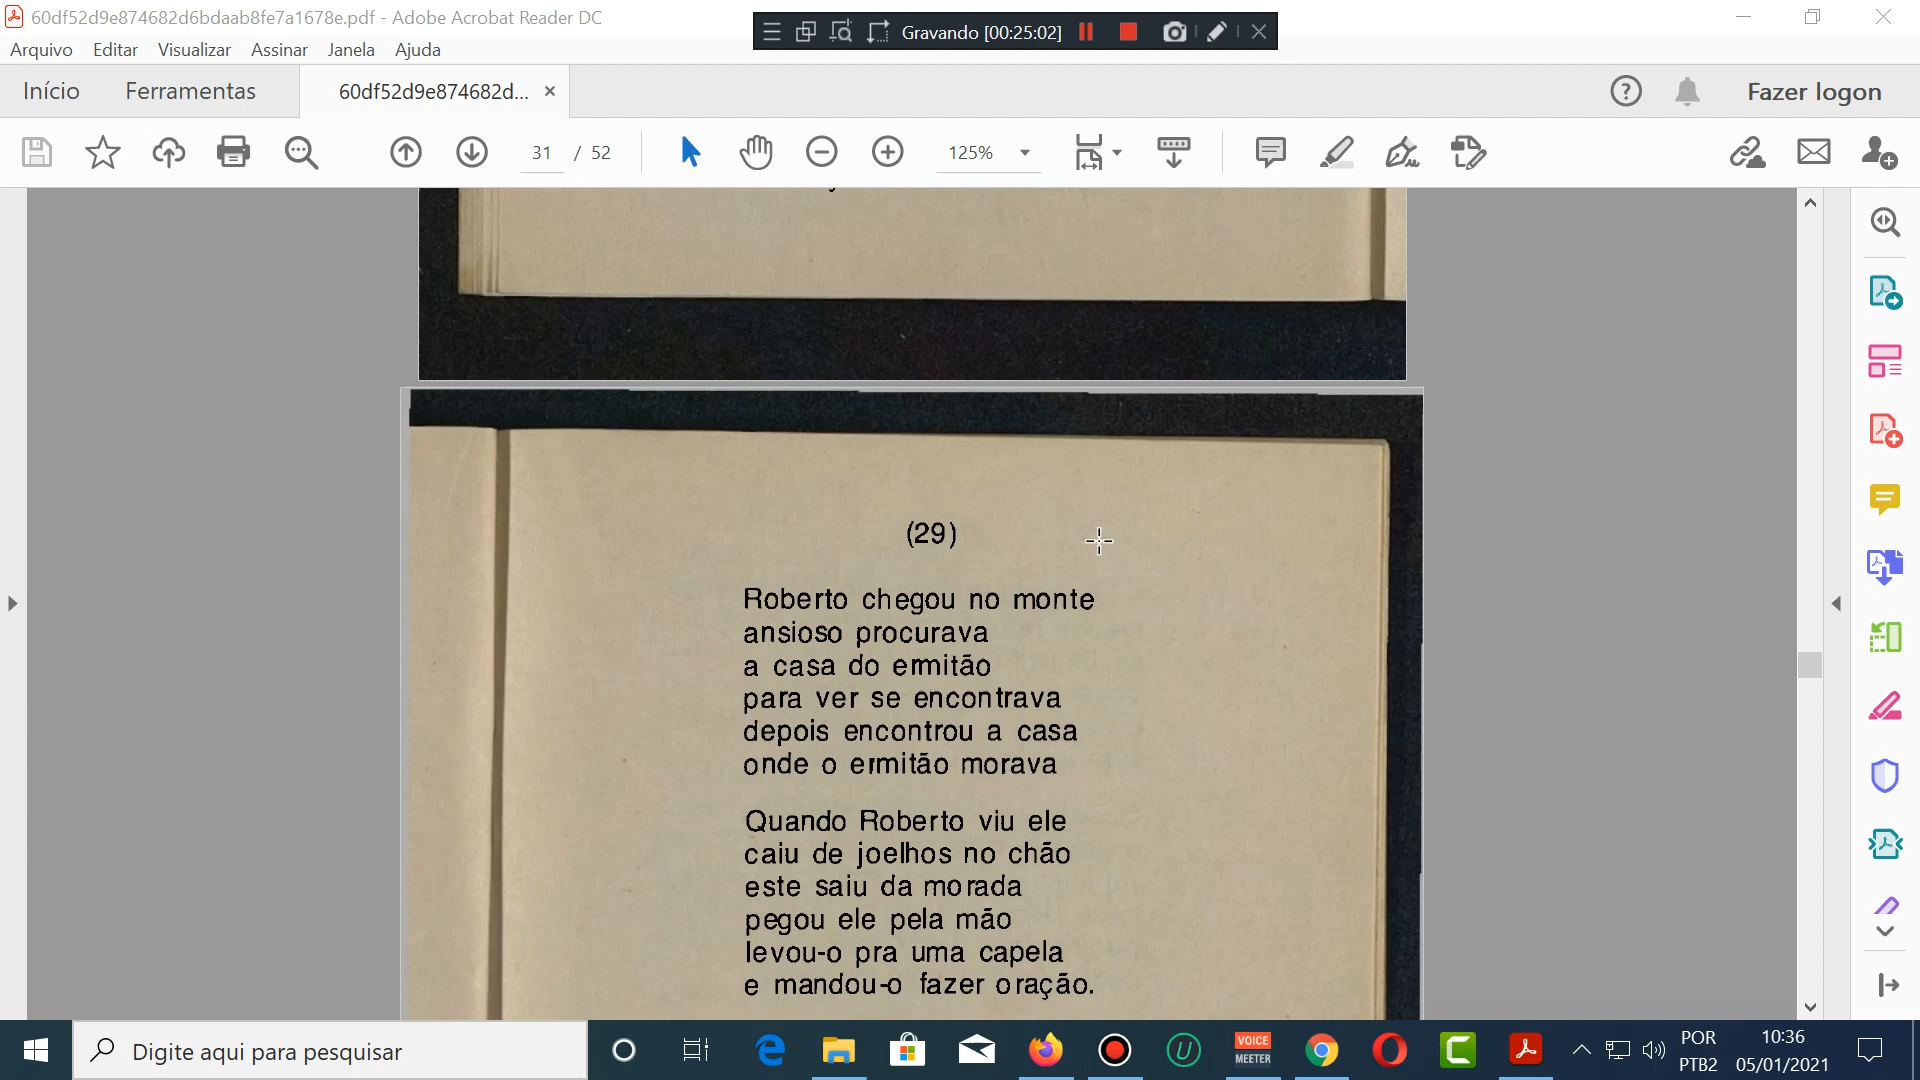 60df52d9e874682d6bdaab8fe7a1678e.pdf - Adobe Acrobat Reader DC
Gravando [00:25:02]
Arquivo Editar Visualizar Assinar Janela Ajuda
Início Ferramentas 60df52d9e874682d... Fazer logon
31 / 52 125%
(29)
Roberto chegou no monte
ansioso procurava
a casa do ermitão
para ver se encontrava
depois encontrou a casa
onde o ermitão morava
Quando Roberto viu ele
caiu de joelhos no chão
este saiu da morada
pegou ele pela mão
levou-o pra uma capela
e mandou-o fazer oração.
Digite aqui para pesquisar
VOICE
MEETER
POR
PTB2
10:36
05/01/2021